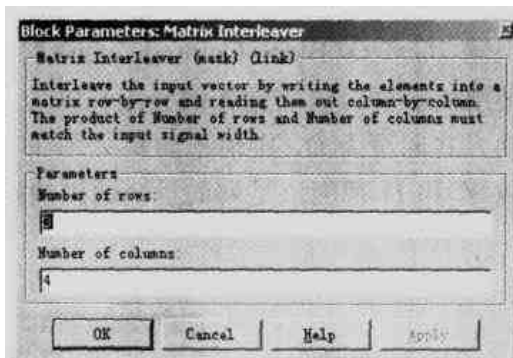 Block Parameters: Matrix Interleaver
Matrix Interleaver (mask) (link)
Interleave the input vector by writing the elements into a
matrix row-by-row and reading them out column-by-column.
The product of Number of rows and Number of columns must
match the input signal width.
Parameters
Number of rows:
Number of columns:
4
OK
Cancel
Help
Apply